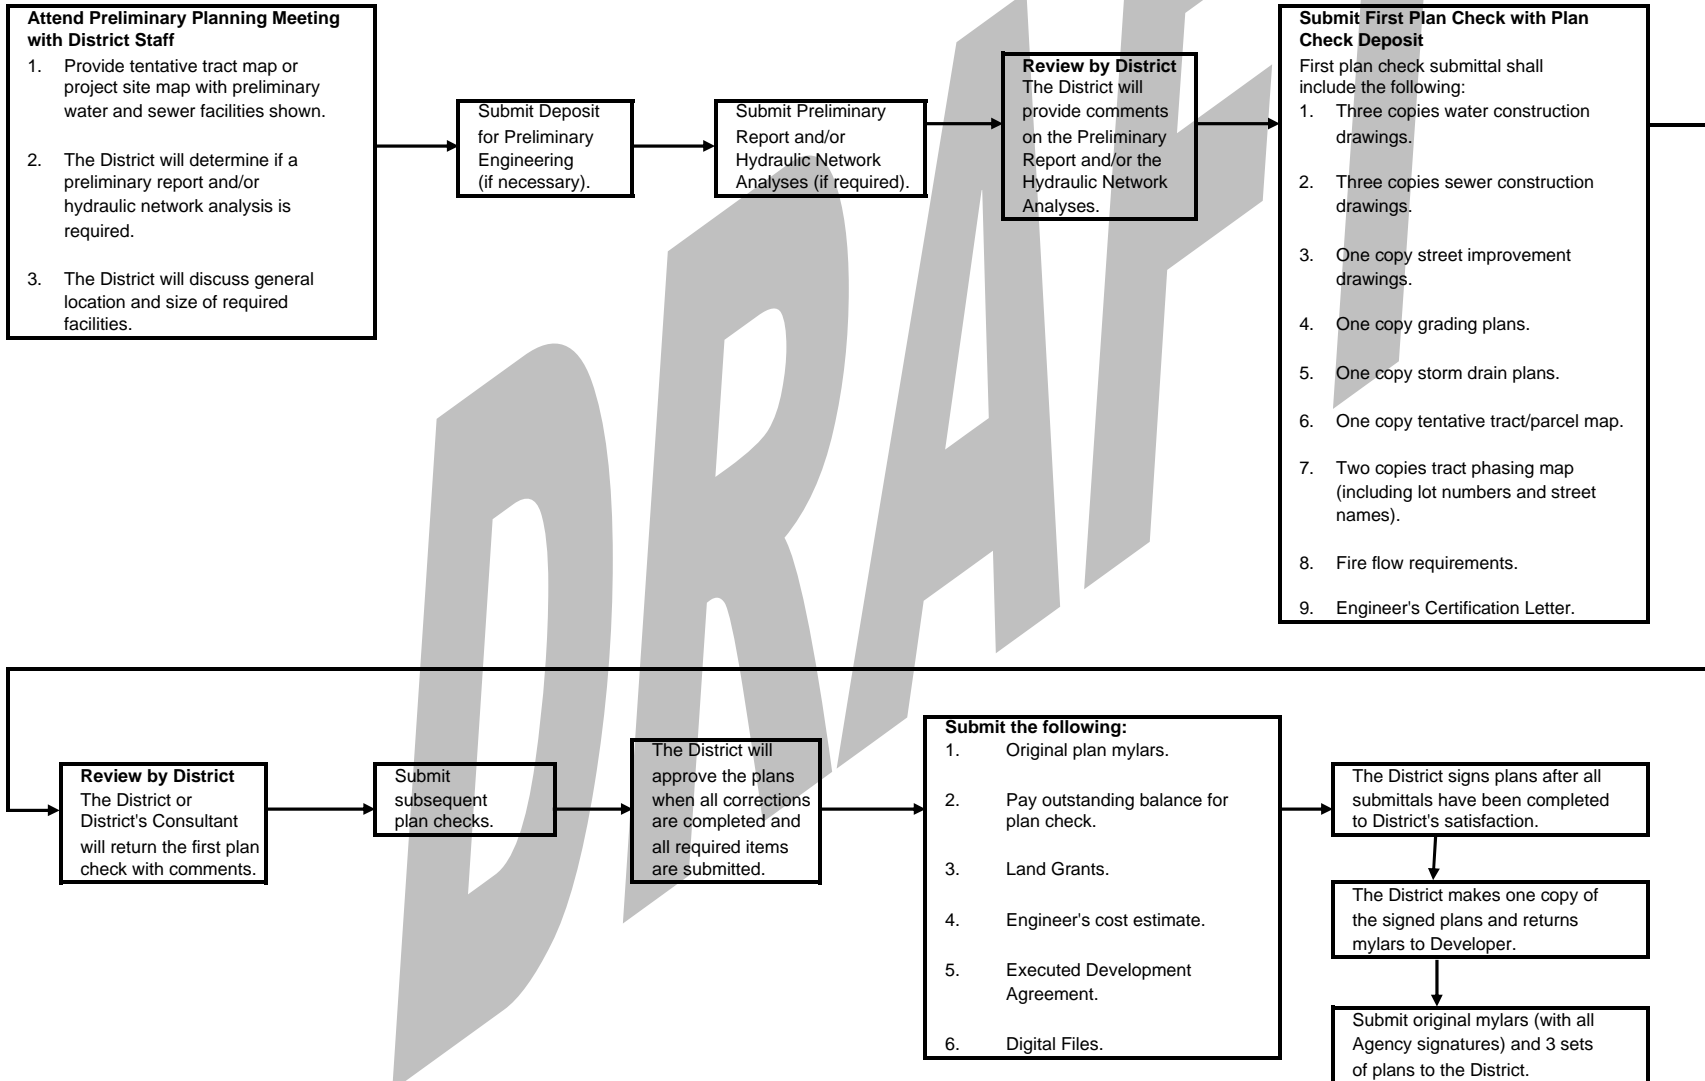 Attend Preliminary Planning Meeting
with District Staff
1. Provide tentative tract map or
project site map with preliminary
water and sewer facilities shown.
2. The District will determine if a
preliminary report and/or
hydraulic network analysis is
required.
3. The District will discuss general
location and size of required
facilities.
Submit Deposit
for Preliminary
Engineering
(if necessary).
Submit Preliminary
Report and/or
Hydraulic Network
Analyses (if required).
Review by District
The District will
provide comments
on the Preliminary
Report and/or the
Hydraulic Network
Analyses.
Submit First Plan Check with Plan
Check Deposit
First plan check submittal shall
include the following:
1. Three copies water construction
drawings.
2. Three copies sewer construction
drawings.
3. One copy street improvement
drawings.
4. One copy grading plans.
5. One copy storm drain plans.
6. One copy tentative tract/parcel map.
7. Two copies tract phasing map
(including lot numbers and street
names).
8. Fire flow requirements.
9. Engineer's Certification Letter.
Review by District
The District or
District's Consultant
will return the first plan
check with comments.
Submit
subsequent
plan checks.
The District will
approve the plans
when all corrections
are completed and
all required items
are submitted.
Submit the following:
1. Original plan mylars.
2. Pay outstanding balance for
plan check.
3. Land Grants.
4. Engineer's cost estimate.
5. Executed Development
Agreement.
6. Digital Files.
The District signs plans after all
submittals have been completed
to District's satisfaction.
The District makes one copy of
the signed plans and returns
mylars to Developer.
Submit original mylars (with all
Agency signatures) and 3 sets
of plans to the District.
DRAFT